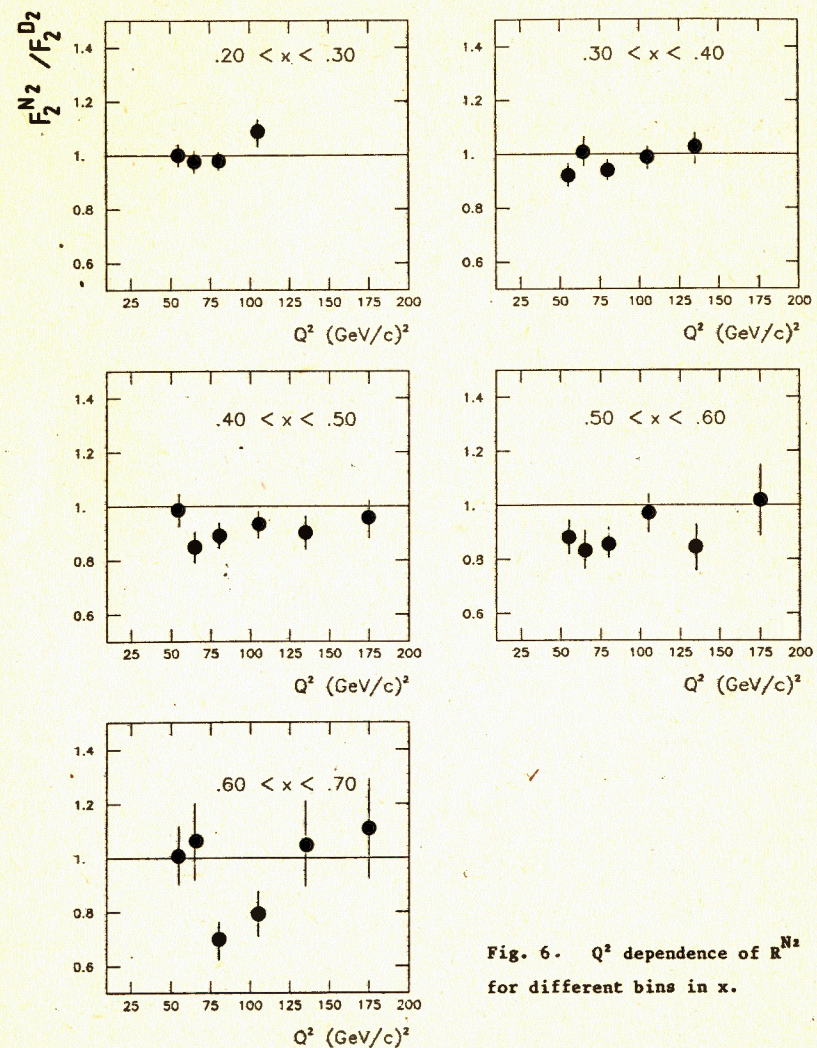 F₂^N₂ / F₂^D₂
.20 < x < .30
1.4
1.2
1.
0.8
0.6
25 50 75 100 125 150 175 200
Q² (GeV/c)²
.30 < x < .40
1.4
1.2
1.
0.8
0.6
25 50 75 100 125 150 175 200
Q² (GeV/c)²
.40 < x < .50
1.4
1.2
1.
0.8
0.6
25 50 75 100 125 150 175 200
Q² (GeV/c)²
.50 < x < .60
1.4
1.2
1.
0.8
0.6
25 50 75 100 125 150 175 200
Q² (GeV/c)²
.60 < x < .70
1.4
1.2
1.
0.8
0.6
25 50 75 100 125 150 175 200
Q² (GeV/c)²
Fig. 6. Q² dependence of R^N₂
for different bins in x.